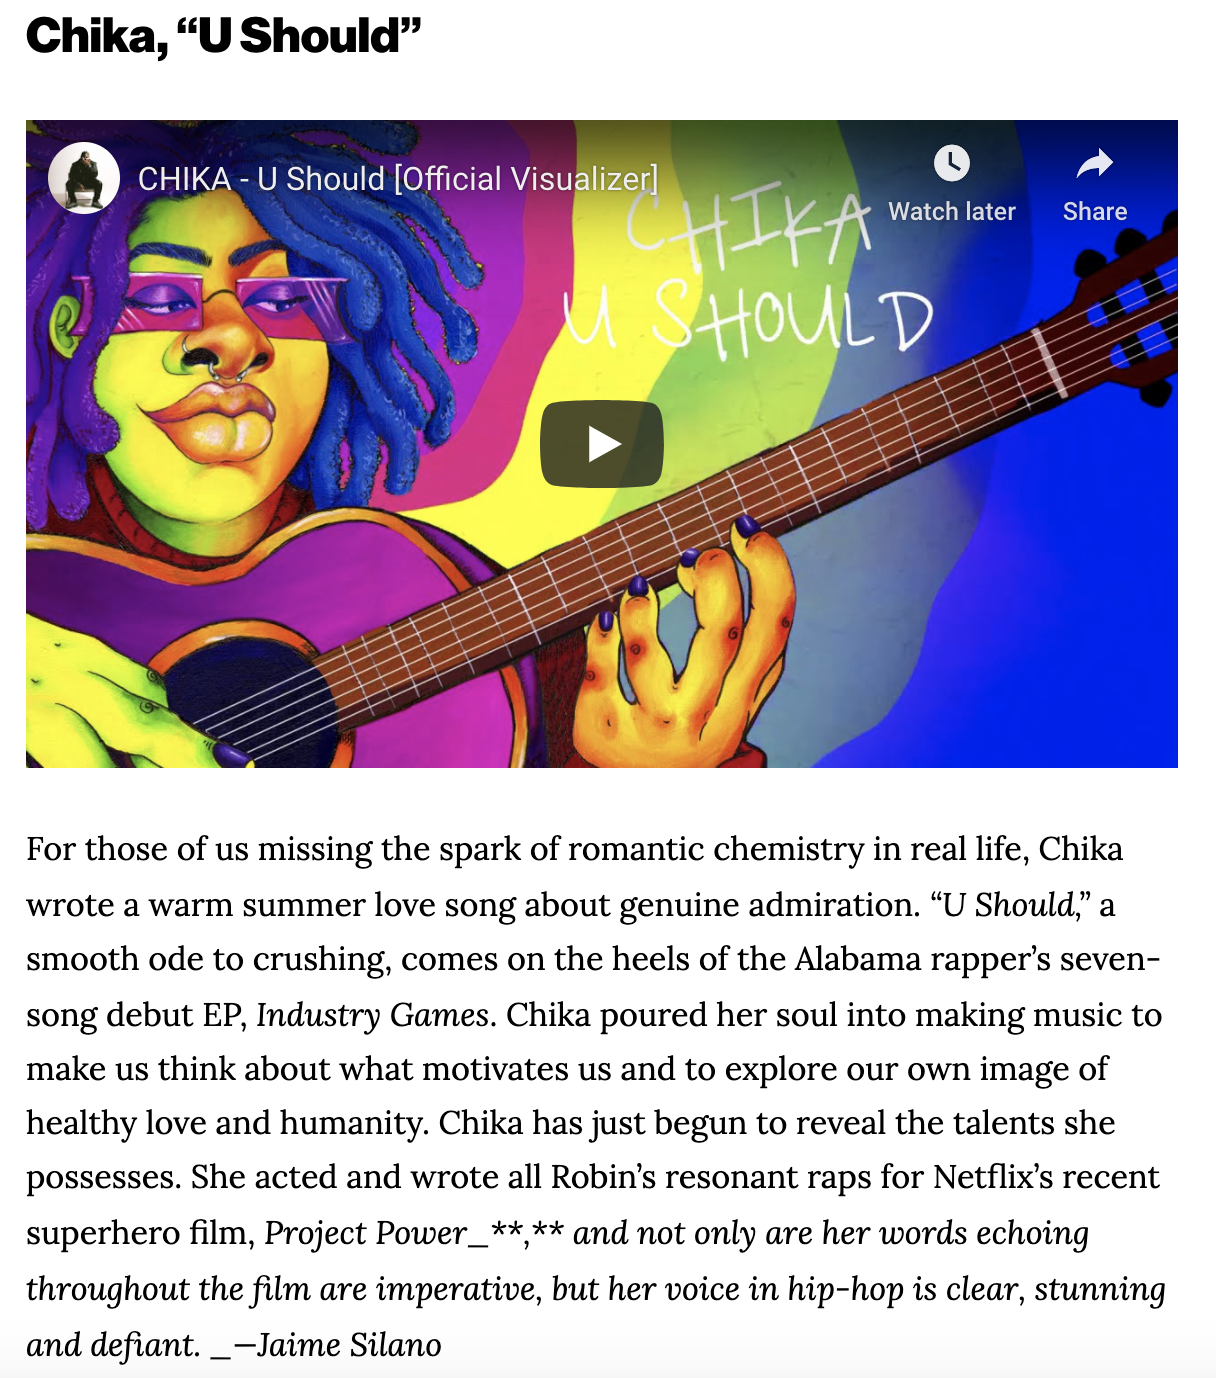 Chika, “U Should”
CHIKA - U Should [Official Visualizer]
Watch later
Share
CHIKA
U SHOULD
For those of us missing the spark of romantic chemistry in real life, Chika
wrote a warm summer love song about genuine admiration. “U Should,” a
smooth ode to crushing, comes on the heels of the Alabama rapper’s seven-
song debut EP, Industry Games. Chika poured her soul into making music to
make us think about what motivates us and to explore our own image of
healthy love and humanity. Chika has just begun to reveal the talents she
possesses. She acted and wrote all Robin’s resonant raps for Netflix’s recent
superhero film, Project Power_**,** and not only are her words echoing
throughout the film are imperative, but her voice in hip-hop is clear, stunning
and defiant. _—Jaime Silano